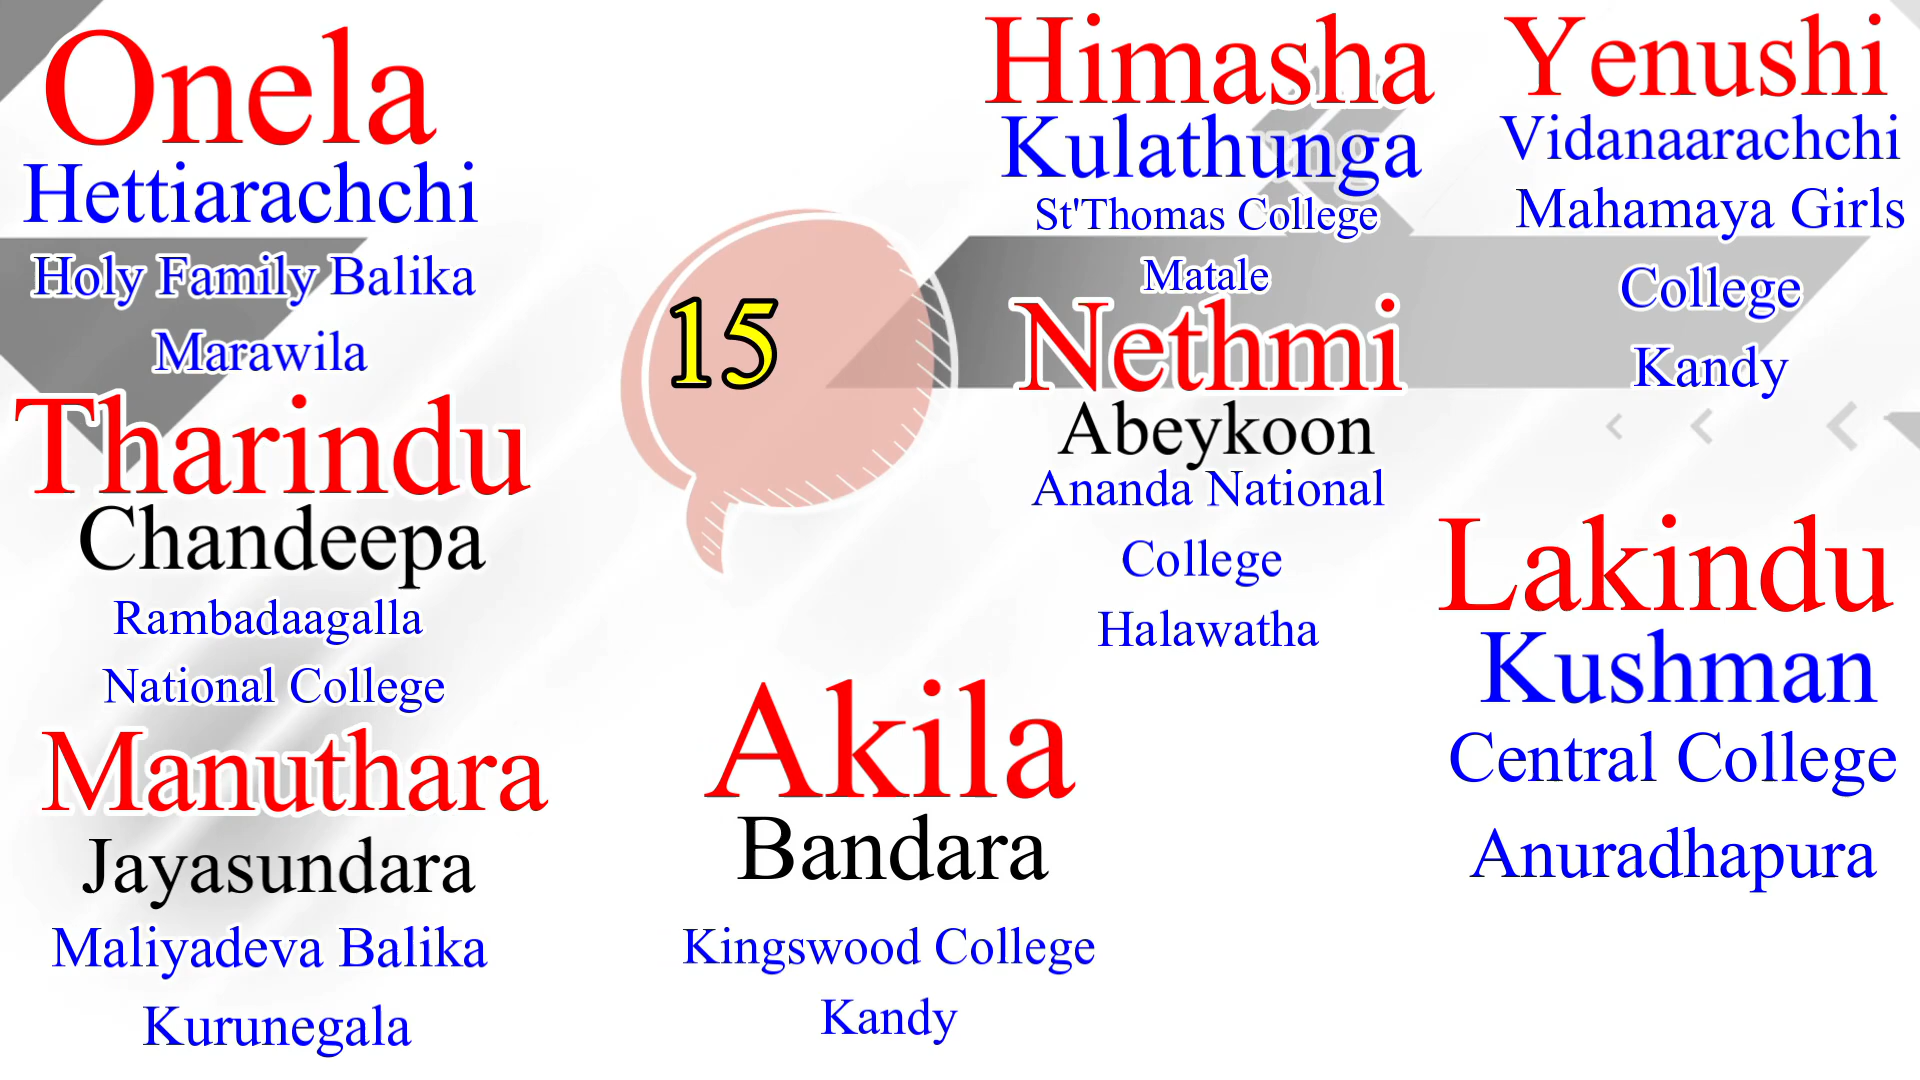 Onela
Hettiarachchi
Holy Family Balika
Marawila
Tharindu
Chandeepa
Rambadaagalla
National College
Manuthara
Jayasundara
Maliyadeva Balika
Kurunegala
15
Akila
Bandara
Kingswood College
Kandy
Himasha
Kulathunga
St'Thomas College
Matale
Nethmi
Abeykoon
Ananda National
College
Halawatha
Yenushi
Vidanaarachchi
Mahamaya Girls
College
Kandy
Lakindu
Kushman
Central College
Anuradhapura